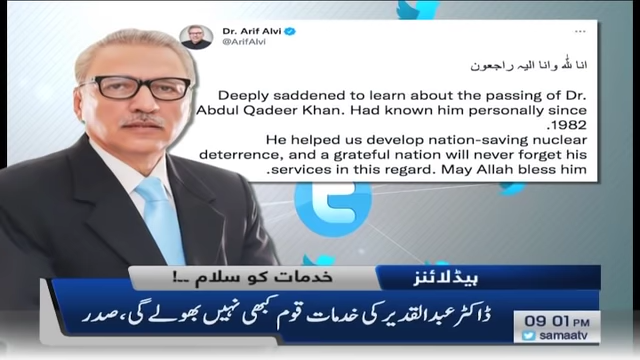 Dr. Arif Alvi
@ArifAlvi
انا للہ وانا الیہ راجعون
Deeply saddened to learn about the passing of Dr.
Abdul Qadeer Khan. Had known him personally since
.1982
He helped us develop nation-saving nuclear
deterrence, and a grateful nation will never forget his
.services in this regard. May Allah bless him
ہیڈلائنز
خدمات کو سلام ..!
ڈاکٹر عبدالقدیر کی خدمات قوم کبھی نہیں بھولے گی، صدر
09 01 PM
samaatv